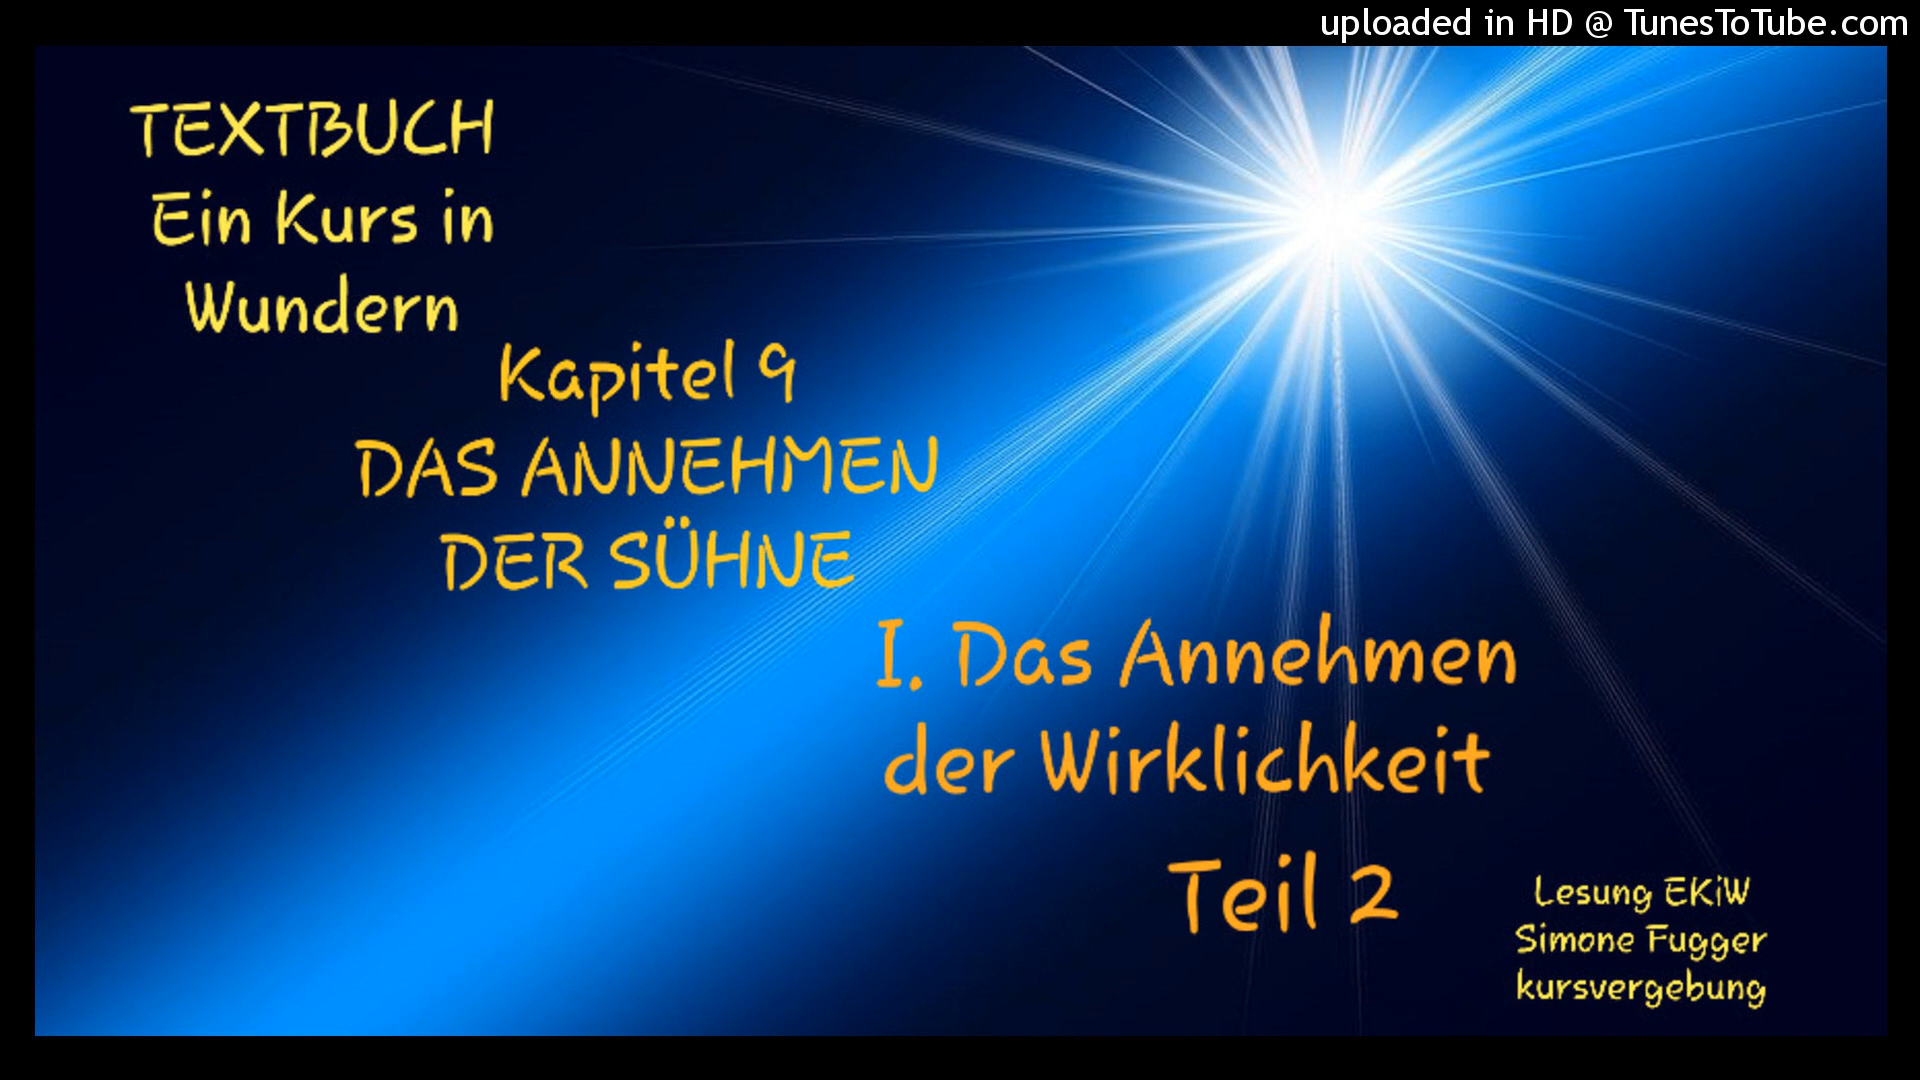 uploaded in HD @ TunesToTube.com
TEXTBUCH
Ein Kurs in
Wundern
Kapitel 9
DAS ANNEHMEN
DER SÜHNE
I. Das Annehmen
der Wirklichkeit
Teil 2
Lesung EKiW
Simone Fugger
kursvergebung